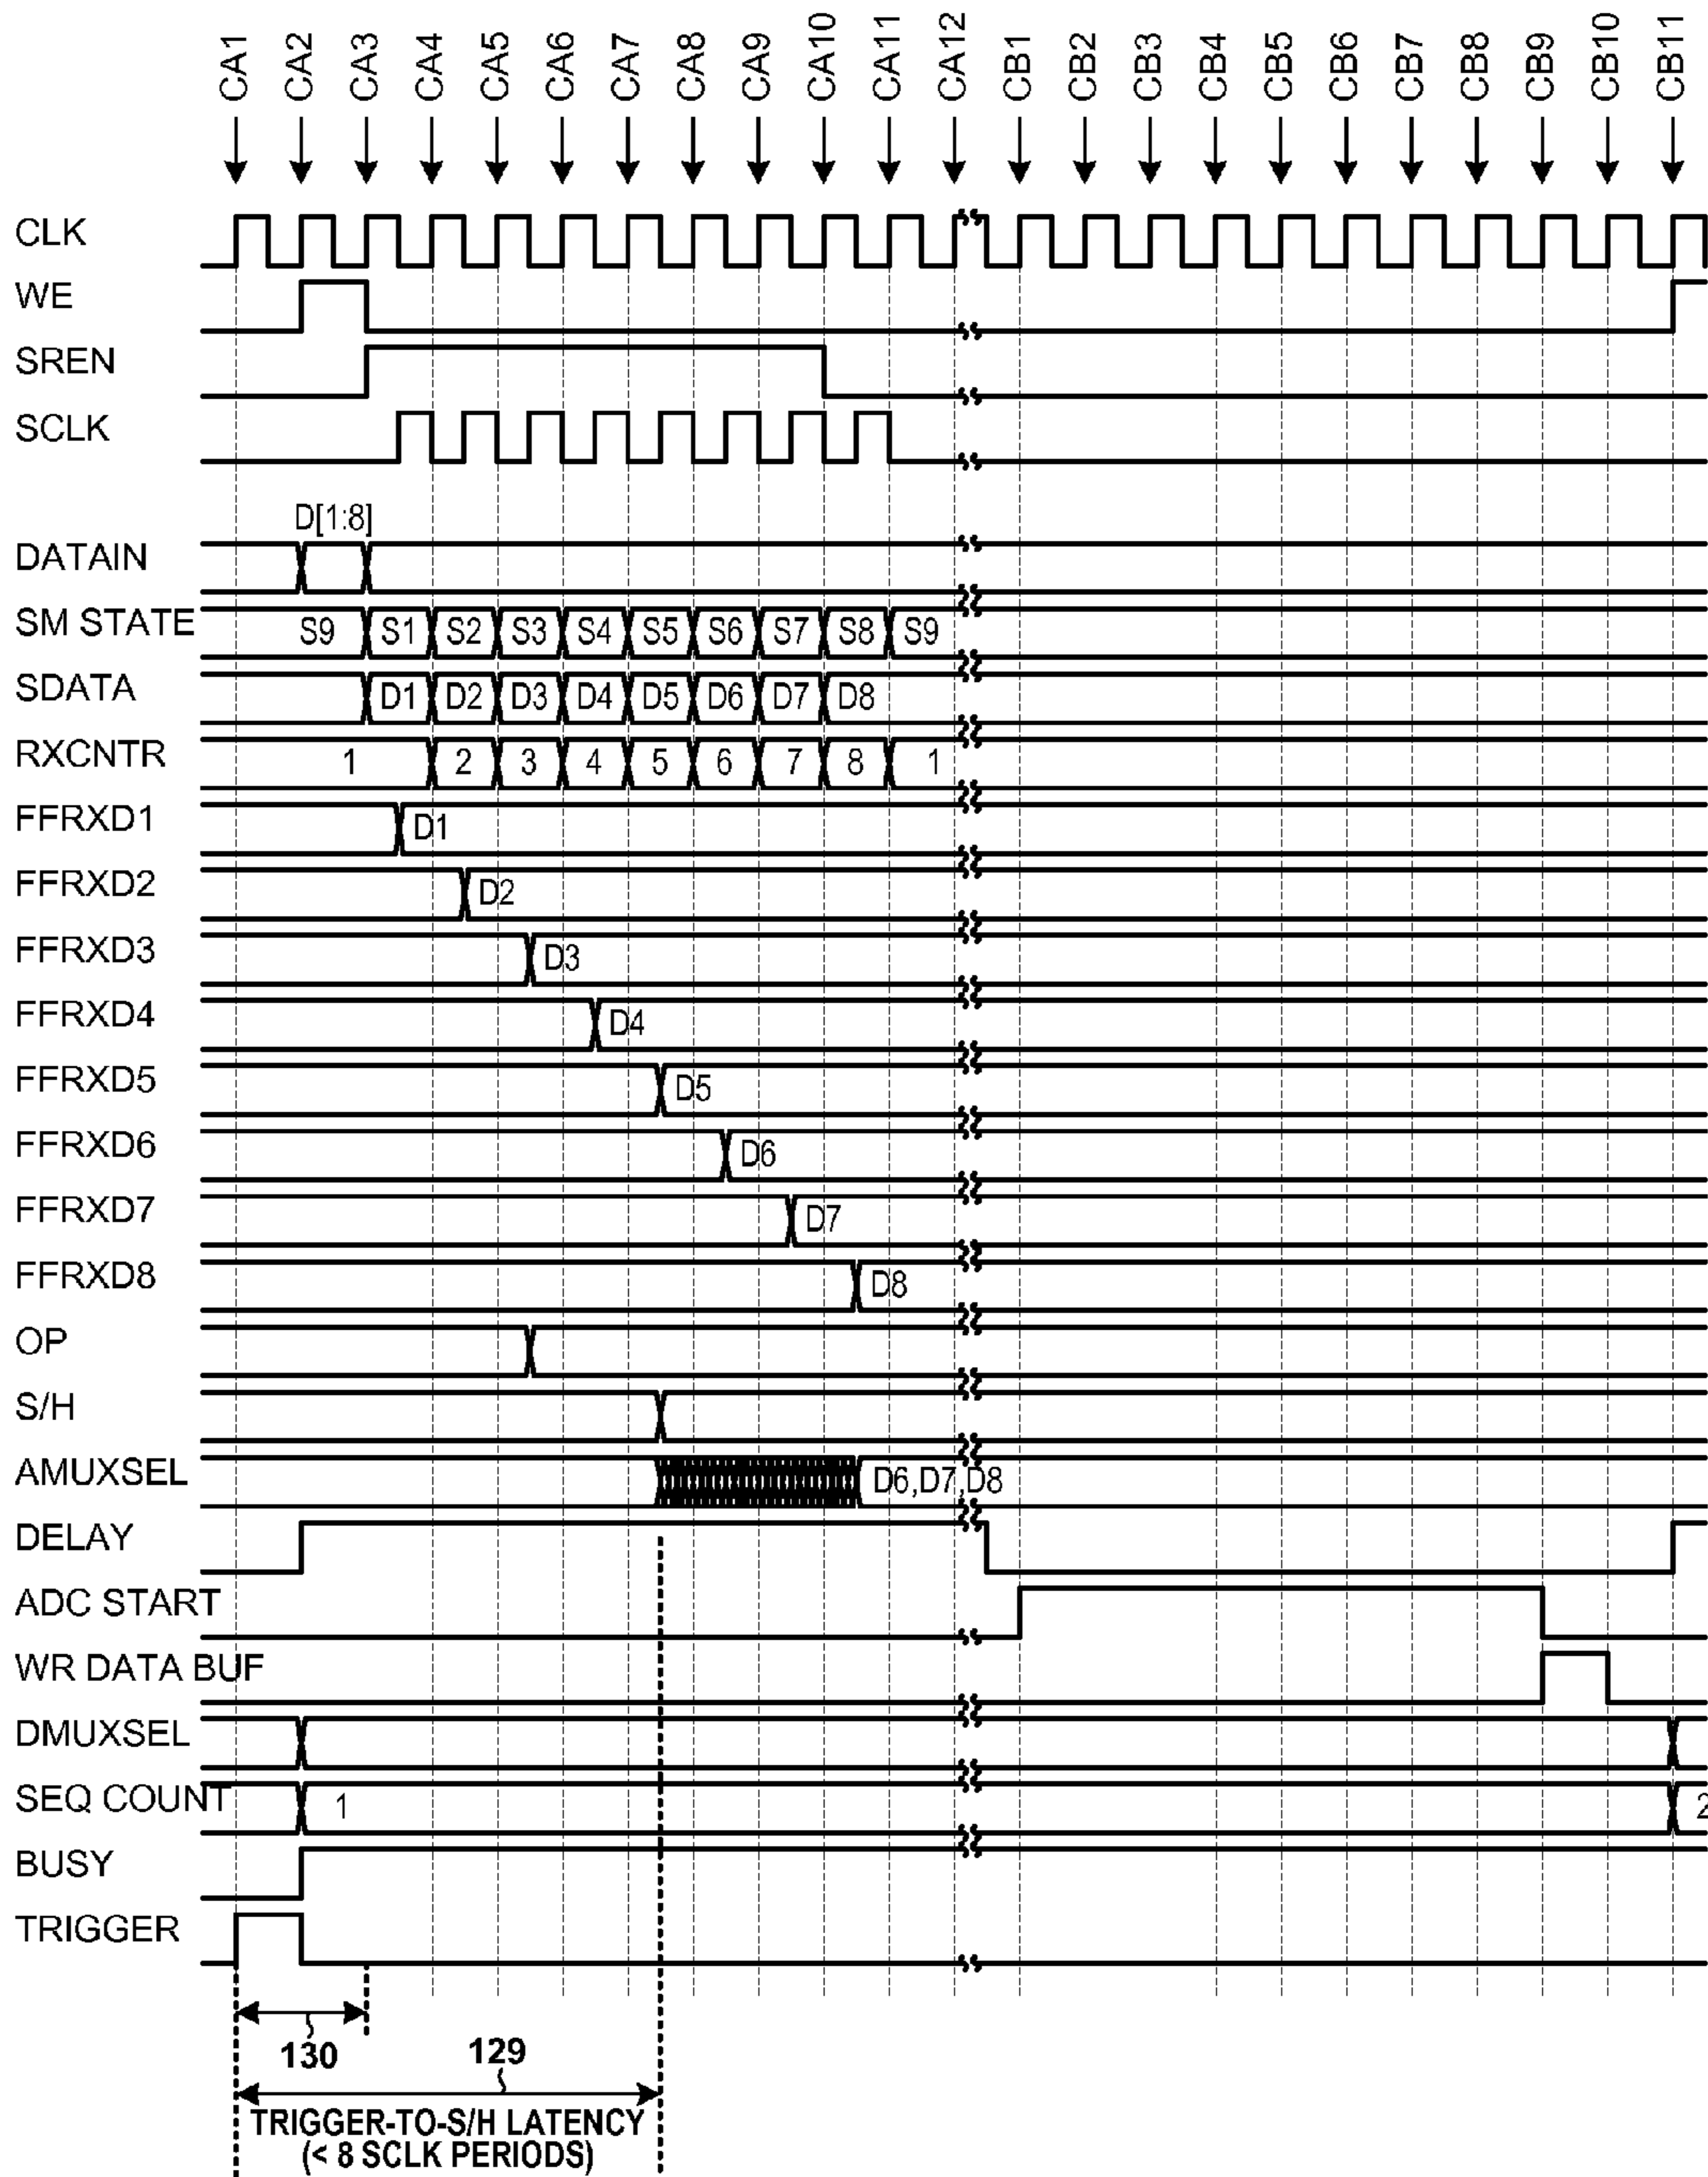 CA1 CA2 CA3 CA4 CA5 CA6 CA7 CA8 CA9 CA10 CA11 CA12 CB1 CB2 CB3 CB4 CB5 CB6 CB7 CB8 CB9 CB10 CB11
CLK
WE
SREN
SCLK
D[1:8]
DATAIN
SM STATE S9 S1 S2 S3 S4 S5 S6 S7 S8 S9
SDATA D1 D2 D3 D4 D5 D6 D7 D8
RXCNTR 1 2 3 4 5 6 7 8 1
FFRXD1 D1
FFRXD2 D2
FFRXD3 D3
FFRXD4 D4
FFRXD5 D5
FFRXD6 D6
FFRXD7 D7
FFRXD8 D8
OP
S/H
AMUXSEL D6,D7,D8
DELAY
ADC START
WR DATA BUF
DMUXSEL
SEQ COUNT 1 2
BUSY
TRIGGER
130
129
TRIGGER-TO-S/H LATENCY
(< 8 SCLK PERIODS)